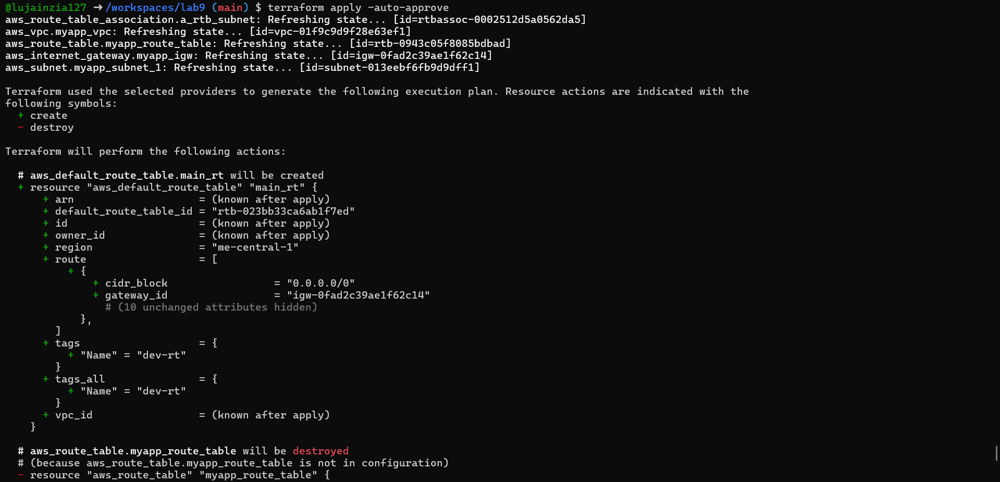 @lujainzia127 ➜ /workspaces/lab9 (main) $ terraform apply -auto-approve
aws_route_table_association.a_rtb_subnet: Refreshing state... [id=rtbassoc-0002512d5a0562da5]
aws_vpc.myapp_vpc: Refreshing state... [id=vpc-01f9c9d9f28e63ef1]
aws_route_table.myapp_route_table: Refreshing state... [id=rtb-0943c05f8085bdbad]
aws_internet_gateway.myapp_igw: Refreshing state... [id=igw-0fad2c39ae1f62c14]
aws_subnet.myapp_subnet_1: Refreshing state... [id=subnet-013eebf6fb9d9dff1]

Terraform used the selected providers to generate the following execution plan. Resource actions are indicated with the
following symbols:
  + create
  - destroy

Terraform will perform the following actions:

  # aws_default_route_table.main_rt will be created
  + resource "aws_default_route_table" "main_rt" {
      + arn                    = (known after apply)
      + default_route_table_id = "rtb-023bb33ca6ab1f7ed"
      + id                     = (known after apply)
      + owner_id               = (known after apply)
      + region                 = "me-central-1"
      + route                  = [
          + {
              + cidr_block                 = "0.0.0.0/0"
              + gateway_id                 = "igw-0fad2c39ae1f62c14"
                # (10 unchanged attributes hidden)
            },
        ]
      + tags                   = {
          + "Name" = "dev-rt"
        }
      + tags_all               = {
          + "Name" = "dev-rt"
        }
      + vpc_id                 = (known after apply)
    }

  # aws_route_table.myapp_route_table will be destroyed
  # (because aws_route_table.myapp_route_table is not in configuration)
  - resource "aws_route_table" "myapp_route_table" {